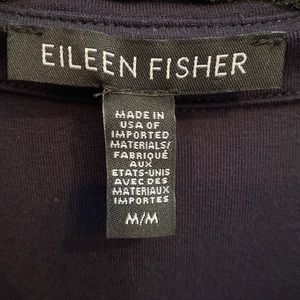 EILEEN FISHER
MADE IN
USA OF
IMPORTED
MATERIALS/
FABRIQUÉ
AUX
ETATS-UNIS
AVEC DES
MATERIAUX
IMPORTES
M/M